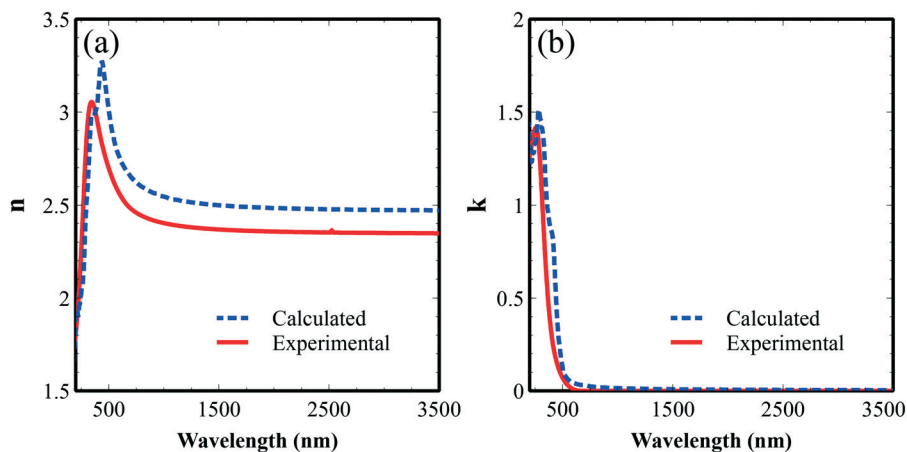 (a)
3.5
3
2.5
2
1.5
n
500
1500
2500
3500
Wavelength (nm)
Calculated
Experimental
(b)
2
1.5
1
0.5
0
k
500
1500
2500
3500
Wavelength (nm)
Calculated
Experimental